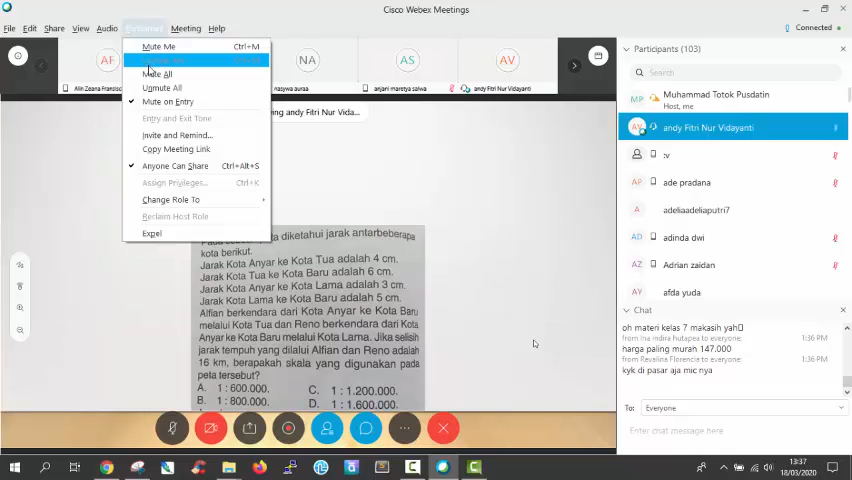 Cisco Webex Meetings
File Edit Share View Audio Participant Meeting Help
Connected
Mute Me Ctrl+M
Mute All
Unmute All
Mute on Entry
Entry and Exit Tone
Invite and Remind...
Copy Meeting Link
Anyone Can Share Ctrl+Alt+S
Assign Privileges... Ctrl+K
Change Role To
Reclaim Host Role
Expel
AF
NA
AS
AV
Alin Zeana Francisc
nasywa auraa
anjani maretya salwa
andy Fitri Nur Vidayanti
ing andy Fitri Nur Vida...
diketahui jarak antarbeberapa
kota berikut.
Jarak Kota Anyar ke Kota Tua adalah 4 cm.
Jarak Kota Tua ke Kota Baru adalah 6 cm.
Jarak Kota Anyar ke Kota Lama adalah 3 cm.
Jarak Kota Lama ke Kota Baru adalah 5 cm.
Alfian berkendara dari Kota Anyar ke Kota Baru
melalui Kota Tua dan Reno berkendara dari Kota
Anyar ke Kota Baru melalui Kota Lama. Jika selisih
jarak tempuh yang dilalui Alfian dan Reno adalah
16 km, berapakah skala yang digunakan pada
peta tersebut?
A. 1 : 600.000. C. 1 : 1.200.000.
B. 1 : 800.000. D. 1 : 1.600.000.
Participants (103)
Search
MP Muhammad Totok Pusdatin
Host, me
AV andy Fitri Nur Vidayanti
:v
AP ade pradana
A adeliaadeliaputri7
AD adinda dwi
AZ Adrian zaidan
AY afda yuda
Chat
oh materi kelas 7 makasih yah
from Ina indira hutapea to everyone: 1:36 PM
harga paling murah 147.000
from Revalina Florencia to everyone: 1:36 PM
kyk di pasar aja mic nya
To: Everyone
Enter chat message here
13:37
18/03/2020